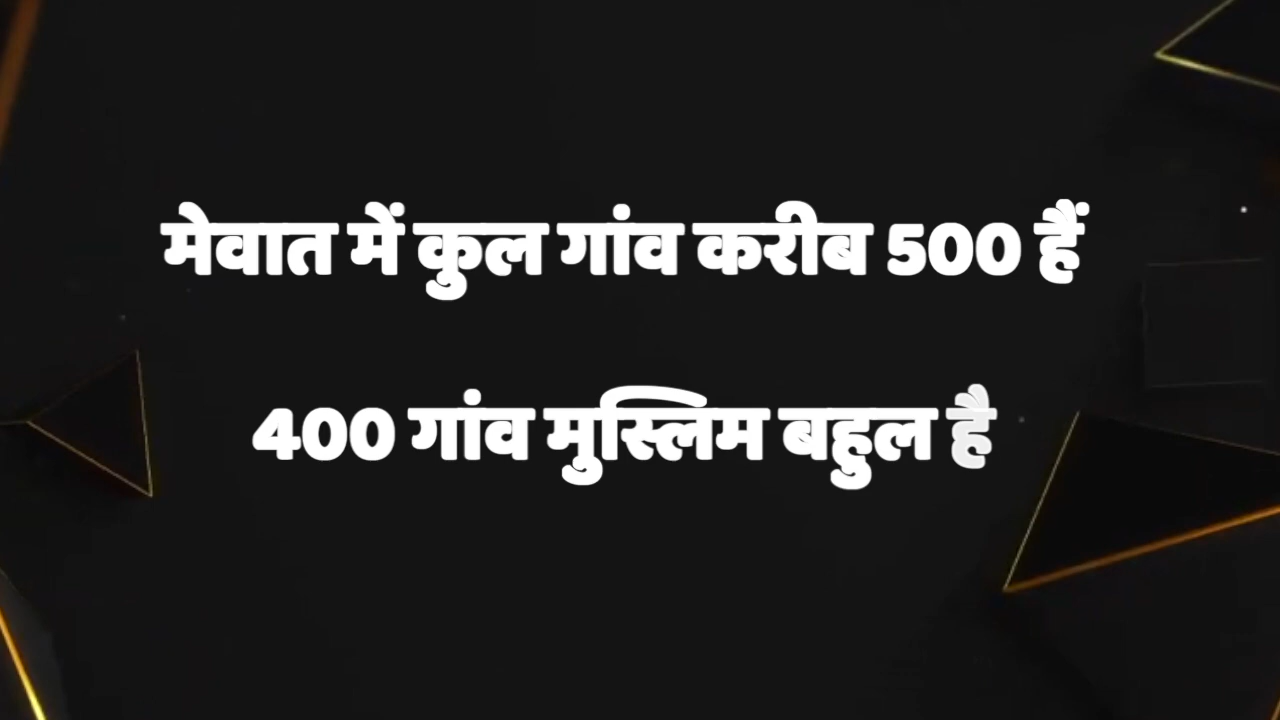 मेवात में कुल गांव करीब 500 हैं
400 गांव मुस्लिम बहुल है